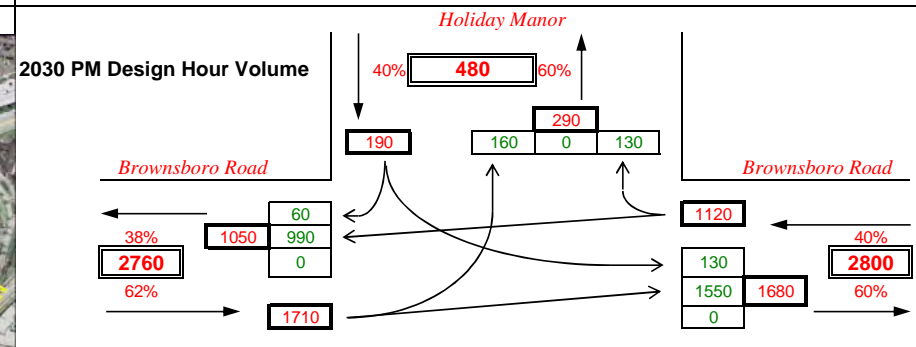 Holiday Manor
2030 PM Design Hour Volume
40% 480 60%
290
190 160 0 130
Brownsboro Road Brownsboro Road
60 1120
38% 1050 990 40%
2760 0 130 2800
62% 1550 1680 60%
1710 0